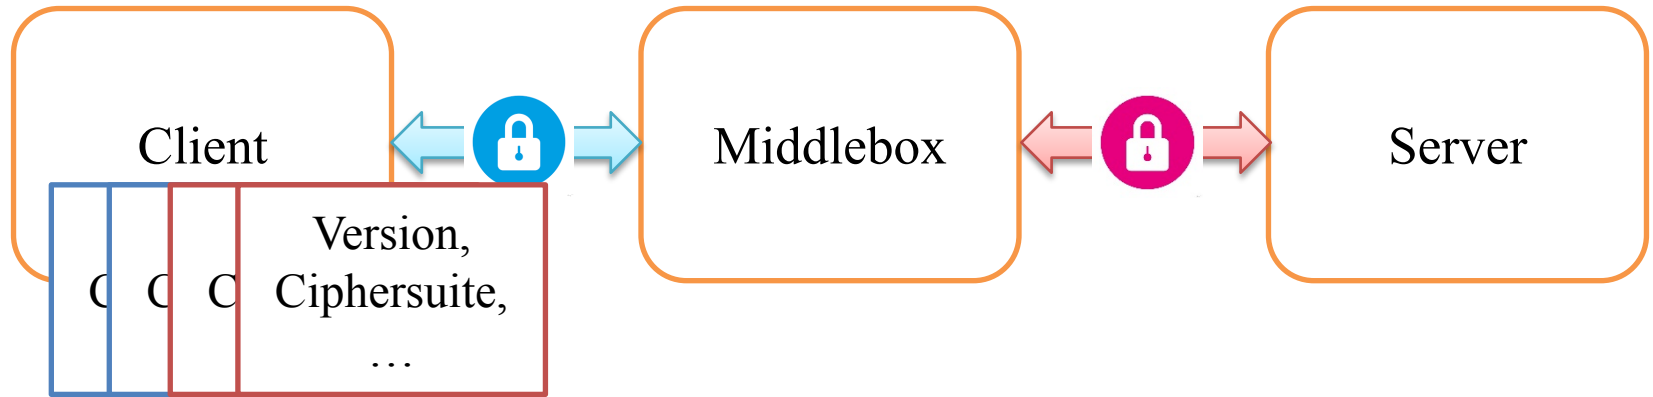 Client
Middlebox
Server
C
C
C
Version,
Ciphersuite,
…